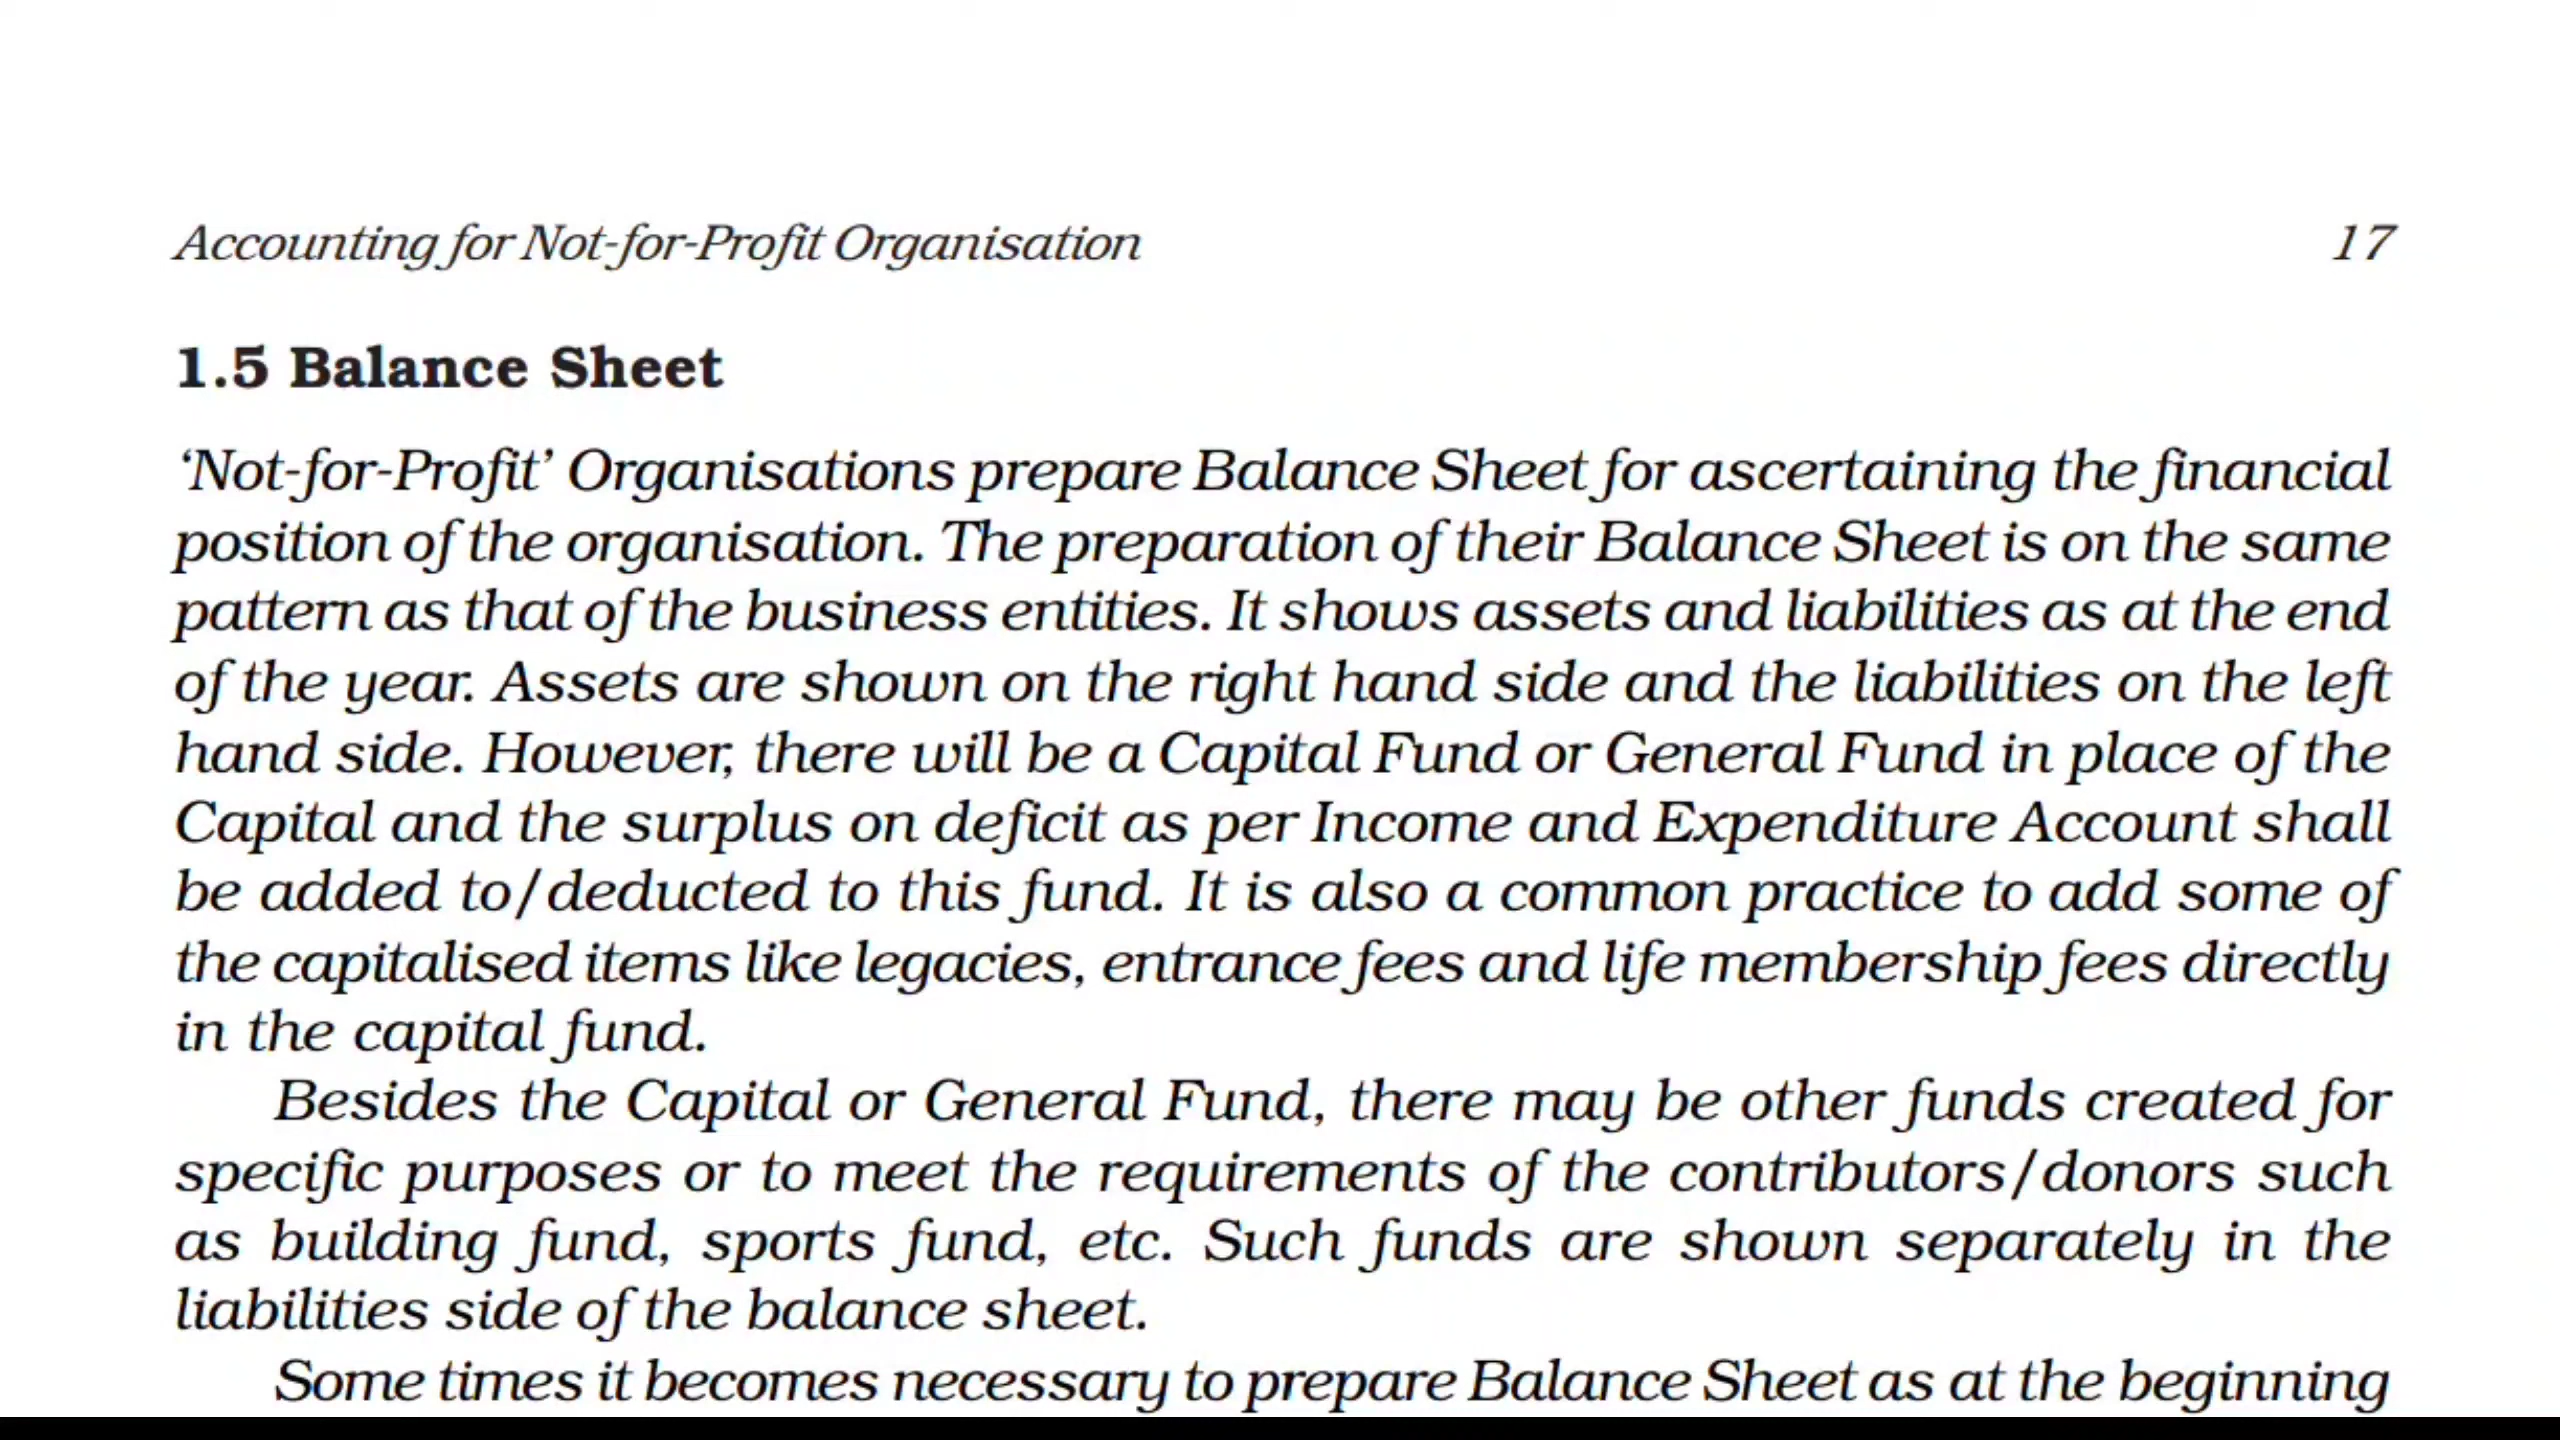 Accounting for Not-for-Profit Organisation 17
1.5 Balance Sheet
‘Not-for-Profit’ Organisations prepare Balance Sheet for ascertaining the financial
position of the organisation. The preparation of their Balance Sheet is on the same
pattern as that of the business entities. It shows assets and liabilities as at the end
of the year. Assets are shown on the right hand side and the liabilities on the left
hand side. However, there will be a Capital Fund or General Fund in place of the
Capital and the surplus on deficit as per Income and Expenditure Account shall
be added to/deducted to this fund. It is also a common practice to add some of
the capitalised items like legacies, entrance fees and life membership fees directly
in the capital fund.
Besides the Capital or General Fund, there may be other funds created for
specific purposes or to meet the requirements of the contributors/donors such
as building fund, sports fund, etc. Such funds are shown separately in the
liabilities side of the balance sheet.
Some times it becomes necessary to prepare Balance Sheet as at the beginning